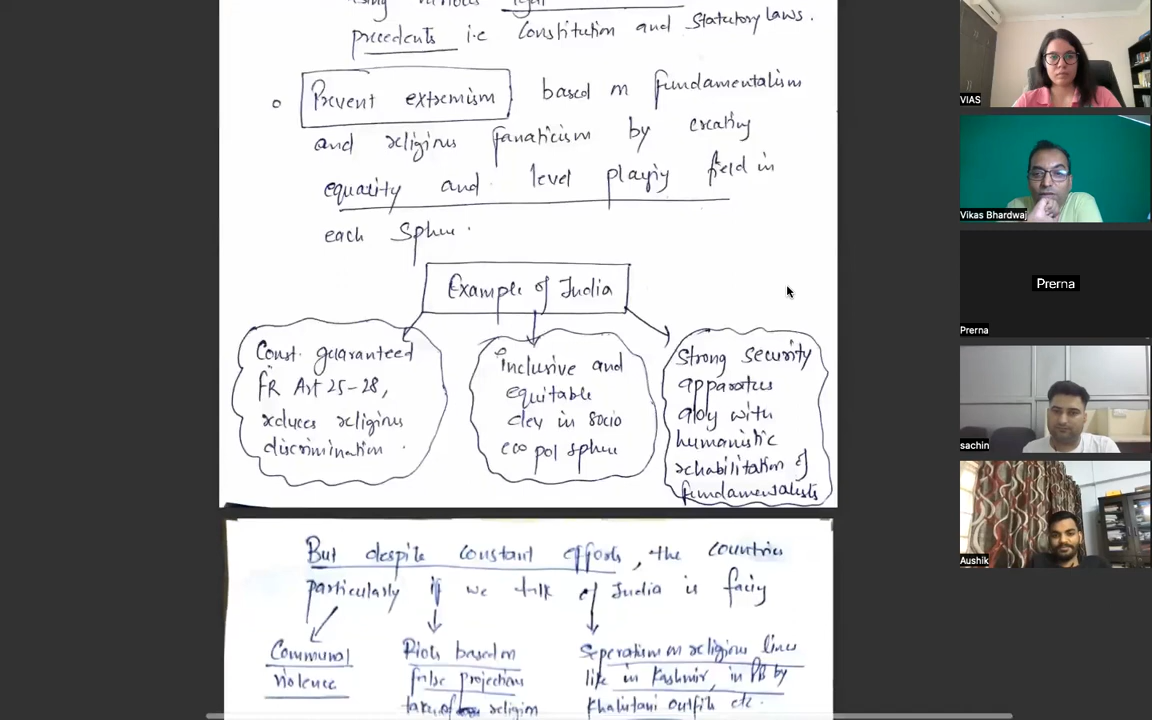 various
precedents i.e Constitution and Statutory Laws.
Prevent extremism based on fundamentalism
and religious fanaticism by creating
equality and level playing field in
each Sphere.
Example of India
Const. guaranteed
FR Art 25-28,
reduces religious
discrimination.
Inclusive and
equitable
dev in socio
eco pol sphere
Strong security
apparatus
along with
humanistic
rehabilitation of
fundamentalists
But despite constant efforts, the countries
particularly if we talk of India is facing
Communal
violence
Riots based on
false projection
of religion
Seperatism on religious lines
like in Kashmir, in PB by
Khalistani outfits etc.
VIAS
Vikas Bhardwaj
Prerna
Prerna
sachin
Aushik